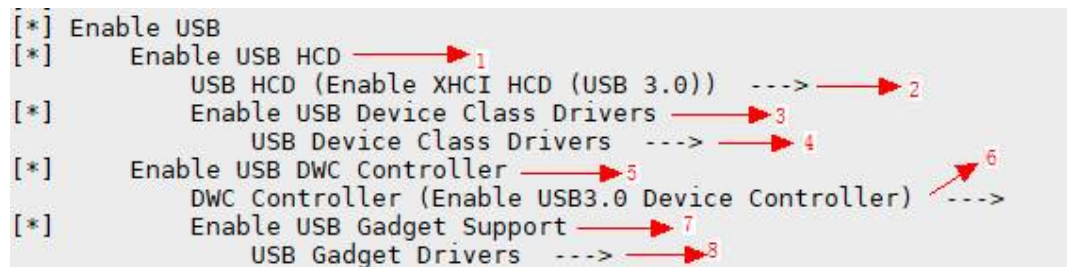 [*] Enable USB
[*] Enable USB HCD 1
USB HCD (Enable XHCI HCD (USB 3.0)) ---> 2
[*] Enable USB Device Class Drivers 3
USB Device Class Drivers ---> 4
[*] Enable USB DWC Controller 5
DWC Controller (Enable USB3.0 Device Controller) ---> 6
[*] Enable USB Gadget Support 7
USB Gadget Drivers ---> 8